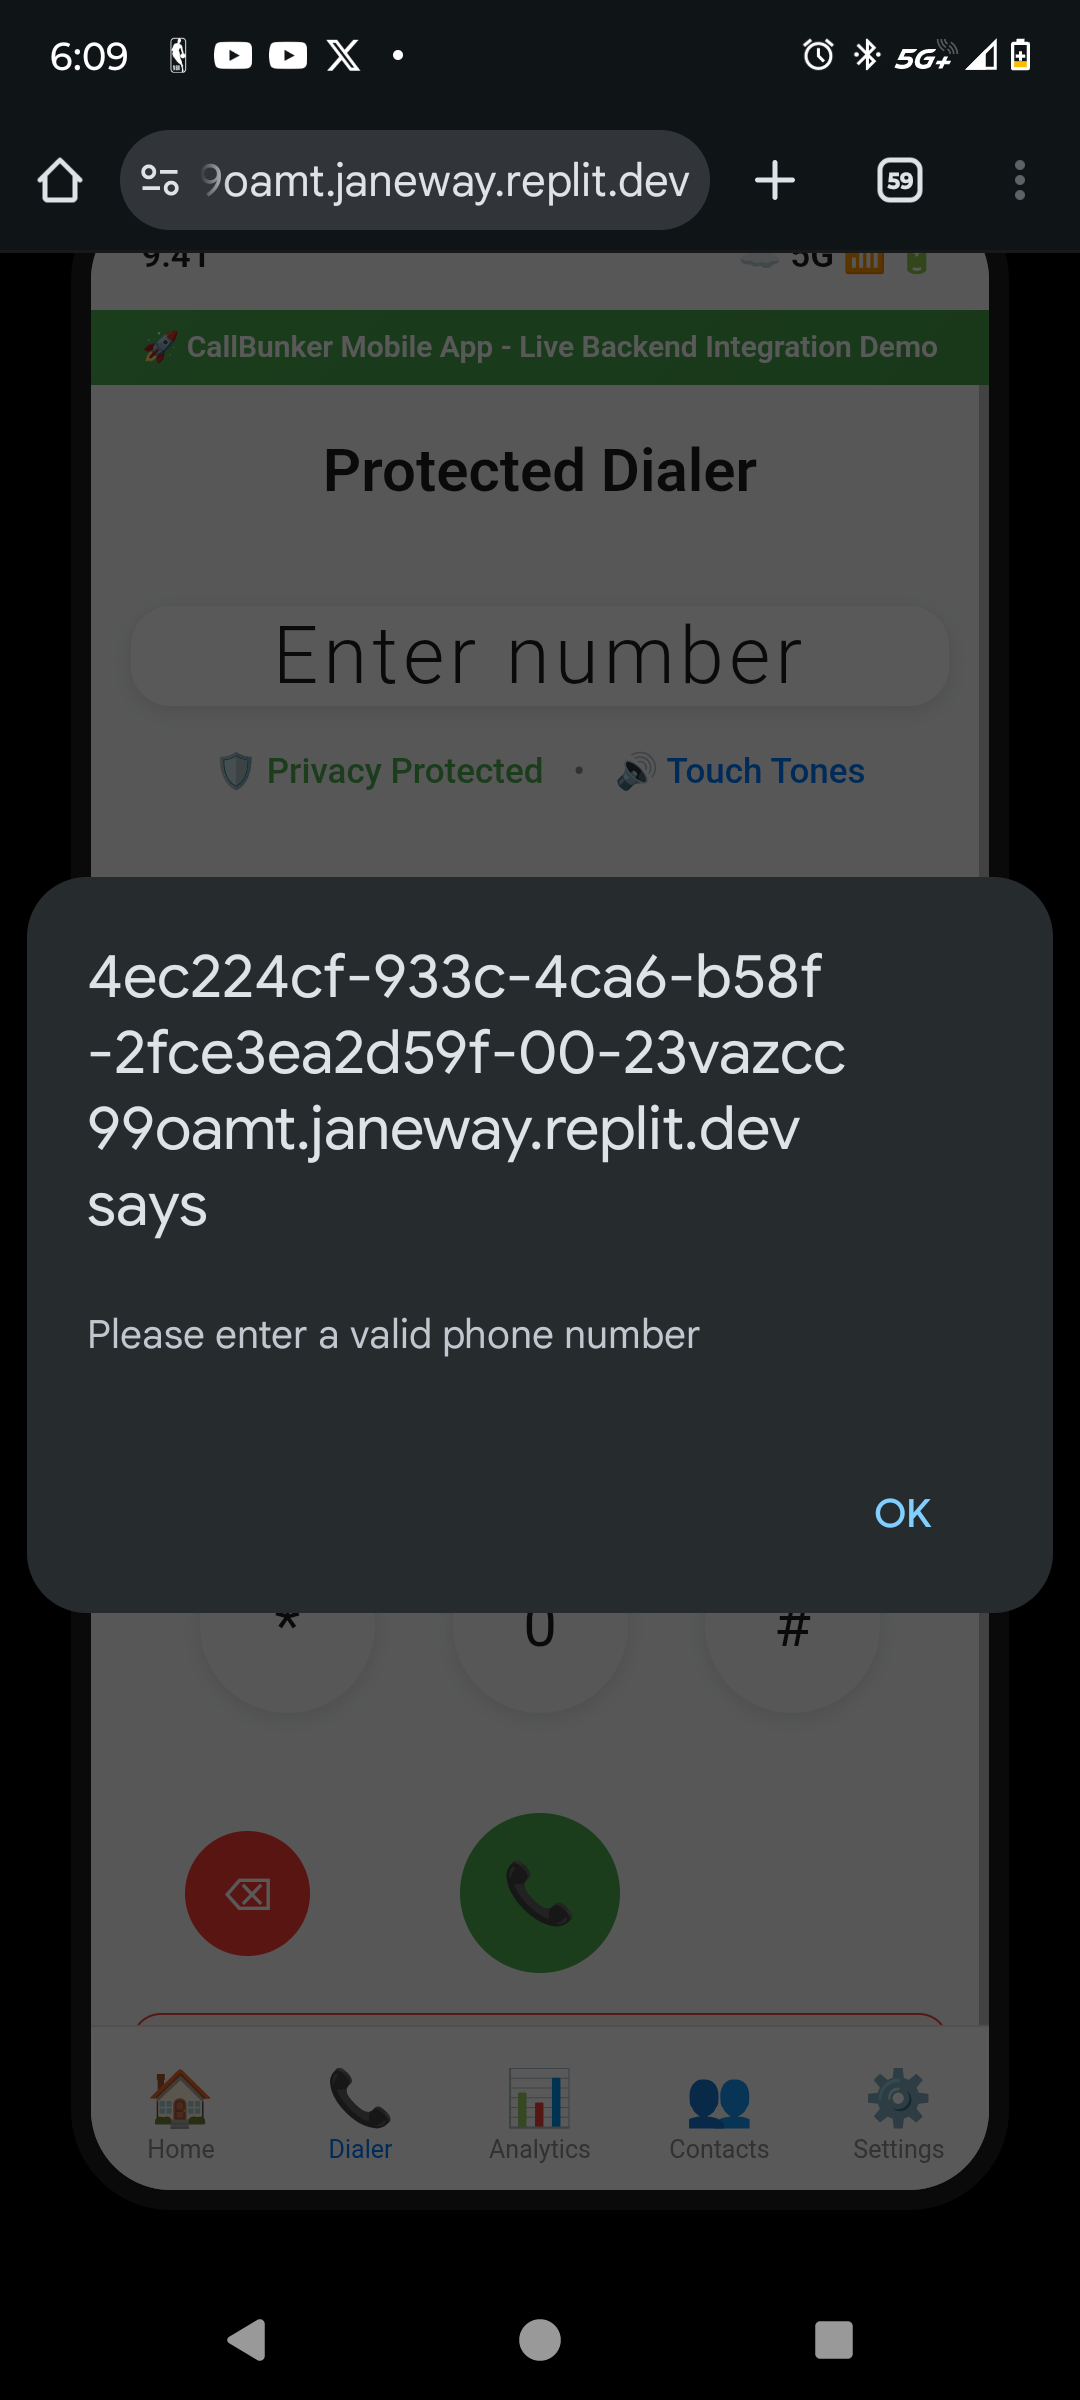 6:09
5G+
9oamt.janeway.replit.dev
59
9:41
5G
CallBunker Mobile App - Live Backend Integration Demo
Protected Dialer
Enter number
Privacy Protected • Touch Tones
4ec224cf-933c-4ca6-b58f
-2fce3ea2d59f-00-23vazcc
99oamt.janeway.replit.dev
says
Please enter a valid phone number
OK
* 0 #
Home Dialer Analytics Contacts Settings